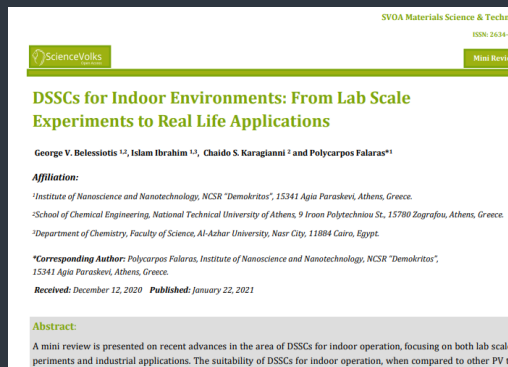 SVOA Materials Science & Techn
ISSN: 2634-
ScienceVolks
Open Access
Mini Revi
DSSCs for Indoor Environments: From Lab Scale
Experiments to Real Life Applications
George V. Belessiotis 1,2, Islam Ibrahim 1,3, Chaido S. Karagianni 2 and Polycarpos Falaras*1
Affiliation:
1Institute of Nanoscience and Nanotechnology, NCSR "Demokritos", 15341 Agia Paraskevi, Athens, Greece.
2School of Chemical Engineering, National Technical University of Athens, 9 Iroon Polytechniou St., 15780 Zografou, Athens, Greece.
3Department of Chemistry, Faculty of Science, Al-Azhar University, Nasr City, 11884 Cairo, Egypt.
*Corresponding Author: Polycarpos Falaras, Institute of Nanoscience and Nanotechnology, NCSR "Demokritos",
15341 Agia Paraskevi, Athens, Greece.
Received: December 12, 2020 Published: January 22, 2021
Abstract:
A mini review is presented on recent advances in the area of DSSCs for indoor operation, focusing on both lab scale
periments and industrial applications. The suitability of DSSCs for indoor operation, when compared to other PV t